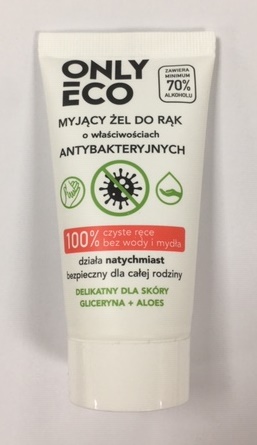 ONLY
ECO
ZAWIERA
MINIMUM
70%
ALKOHOLU
MYJĄCY ŻEL DO RĄK
o właściwościach
ANTYBAKTERYJNYCH
100% czyste ręce
bez wody i mydła
działa natychmiast
bezpieczny dla całej rodziny
DELIKATNY DLA SKÓRY
GLICERYNA + ALOES